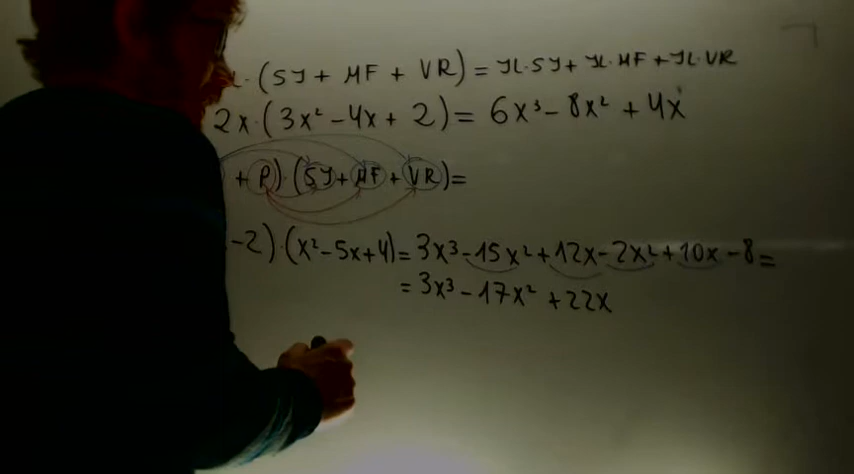 · (SJ + MF + VR) = JL·SJ + JL·MF + JL·VR
2x·(3x² - 4x + 2) = 6x³ - 8x² + 4x
+ P)·(SJ + MF + VR) =
-2)·(x² - 5x + 4) = 3x³ - 15x² + 12x - 2x² + 10x - 8 =
= 3x³ - 17x² + 22x